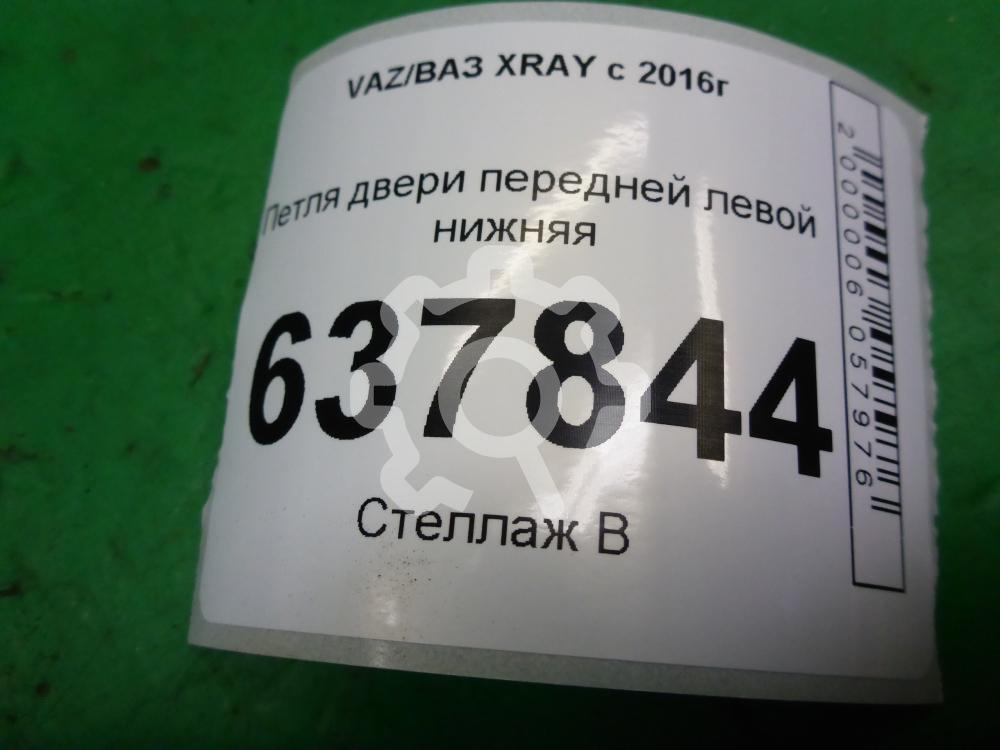 VAZ/ВАЗ XRAY с 2016г
Петля двери передней левой
нижняя
637844
Стеллаж В
2000006057976